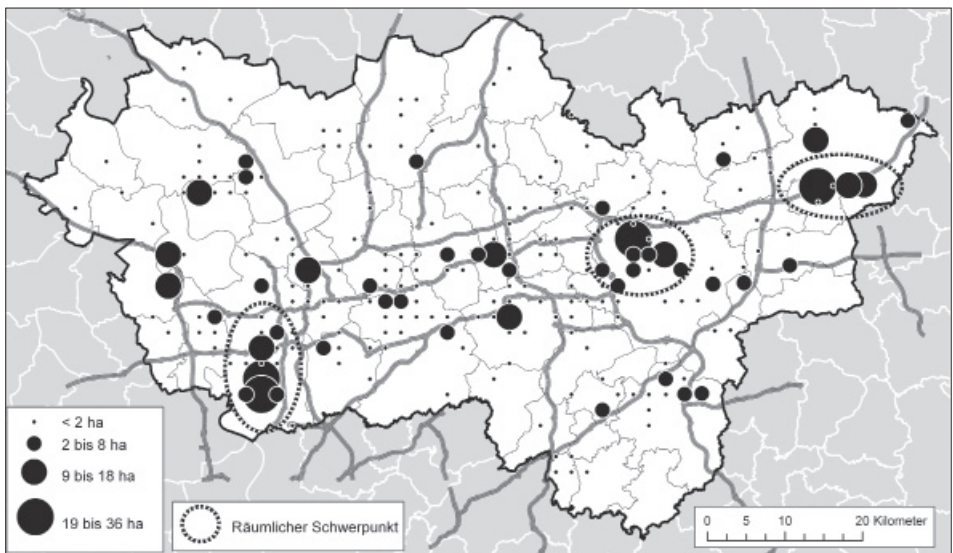 < 2 ha
2 bis 8 ha
9 bis 18 ha
19 bis 36 ha
Räumlicher Schwerpunkt
0 5 10 20 Kilometer